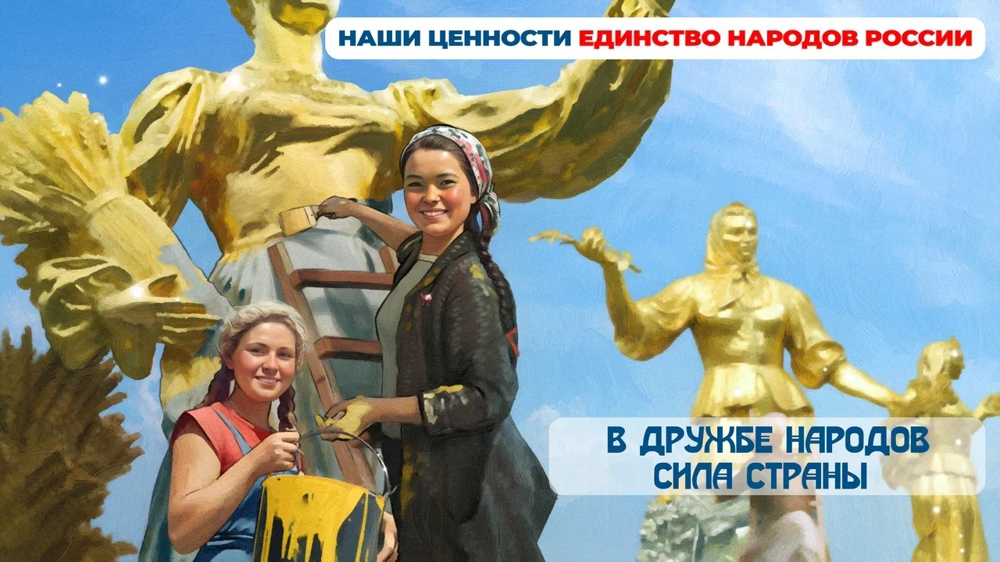 НАШИ ЦЕННОСТИ ЕДИНСТВО НАРОДОВ РОССИИ
В ДРУЖБЕ НАРОДОВ
СИЛА СТРАНЫ